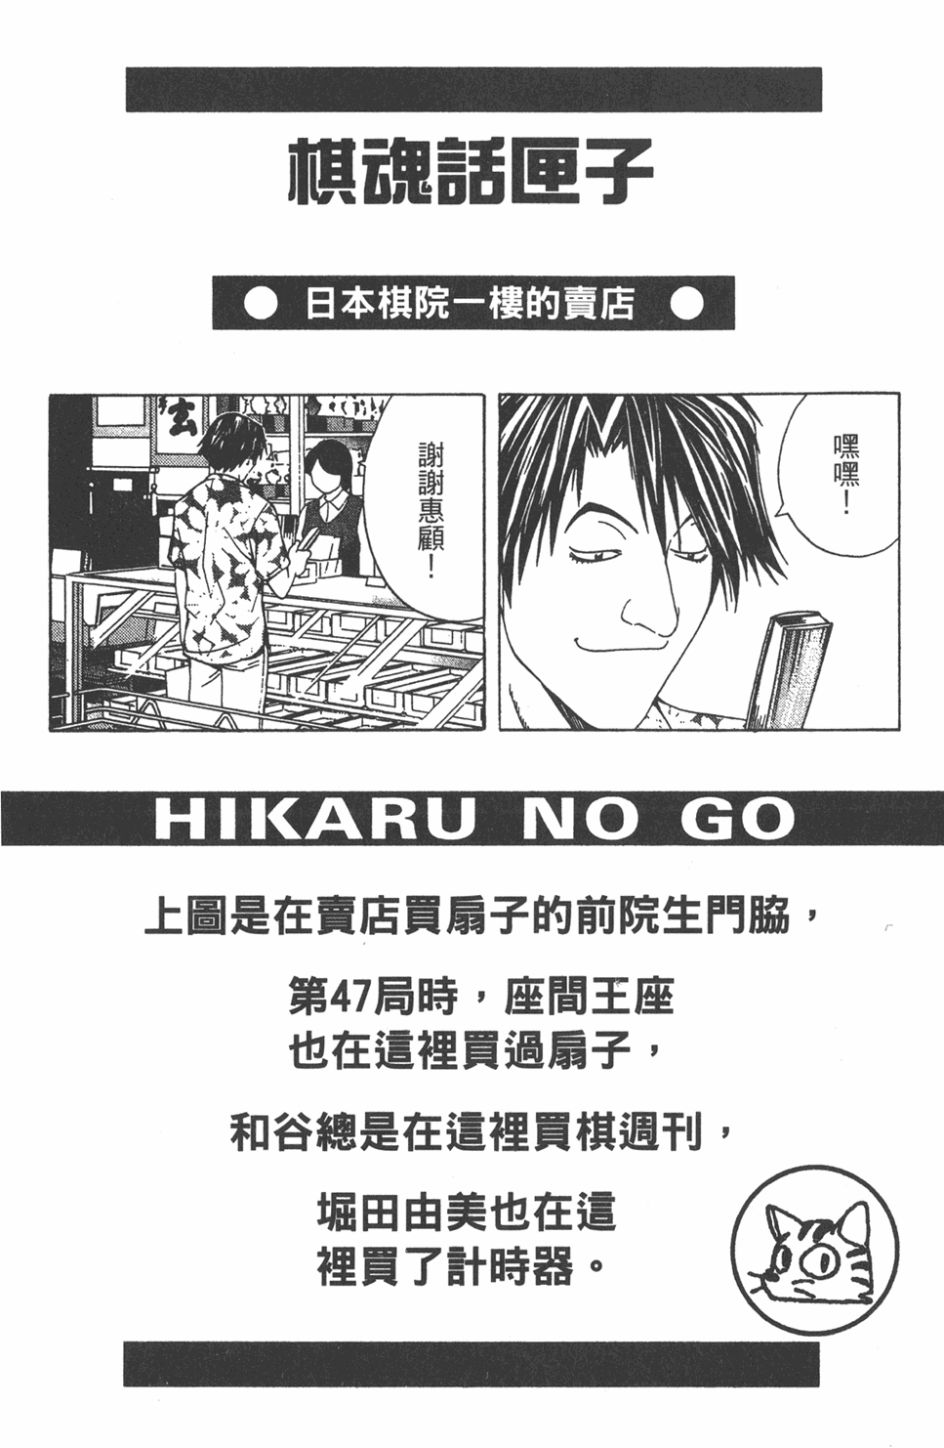 棋魂話匣子
● 日本棋院一樓的賣店 ●
嘿嘿！
謝謝惠顧！
玄
HIKARU NO GO
上圖是在賣店買扇子的前院生門脇，
第47局時，座間王座
也在這裡買過扇子，
和谷總是在這裡買棋週刊，
堀田由美也在這
裡買了計時器。